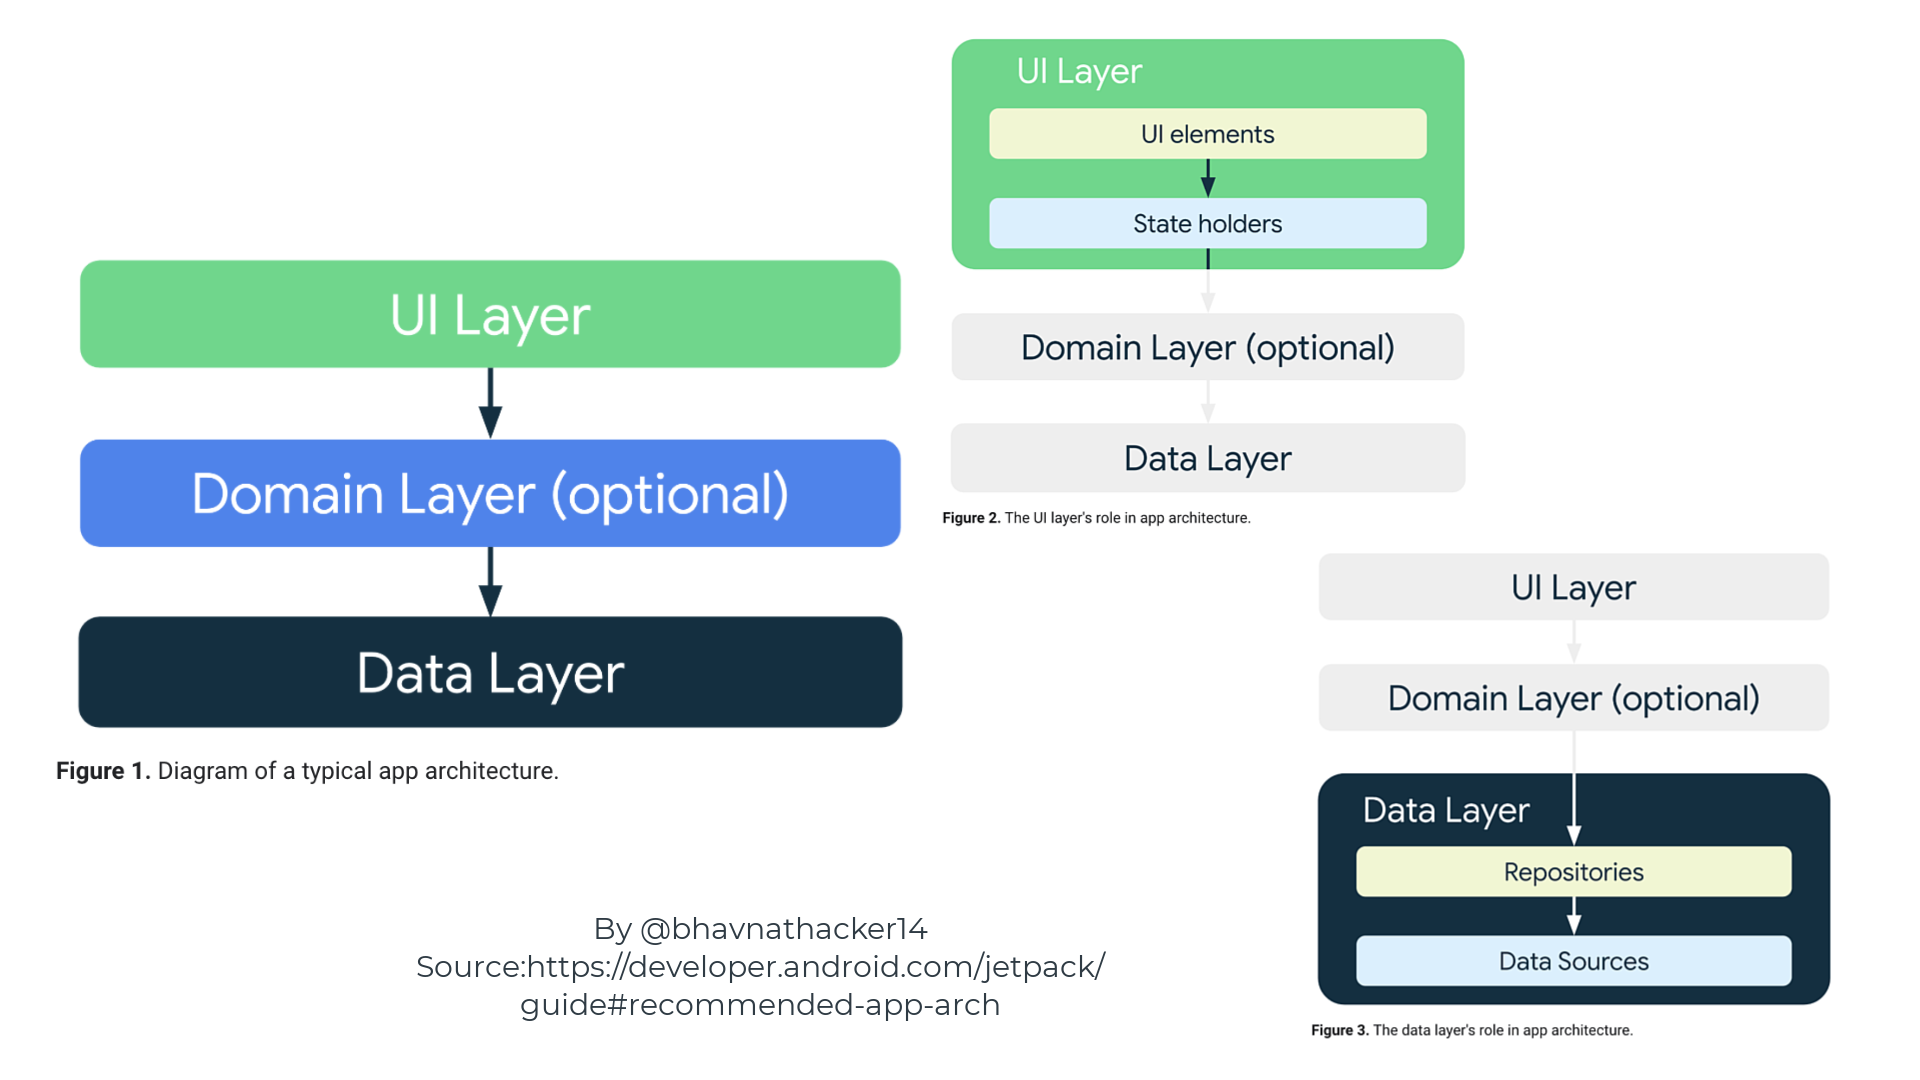 UI Layer
Domain Layer (optional)
Data Layer
Figure 1. Diagram of a typical app architecture.
UI Layer
UI elements
State holders
Domain Layer (optional)
Data Layer
Figure 2. The UI layer's role in app architecture.
UI Layer
Domain Layer (optional)
Data Layer
Repositories
Data Sources
Figure 3. The data layer's role in app architecture.
By @bhavnathacker14
Source:https://developer.android.com/jetpack/
guide#recommended-app-arch